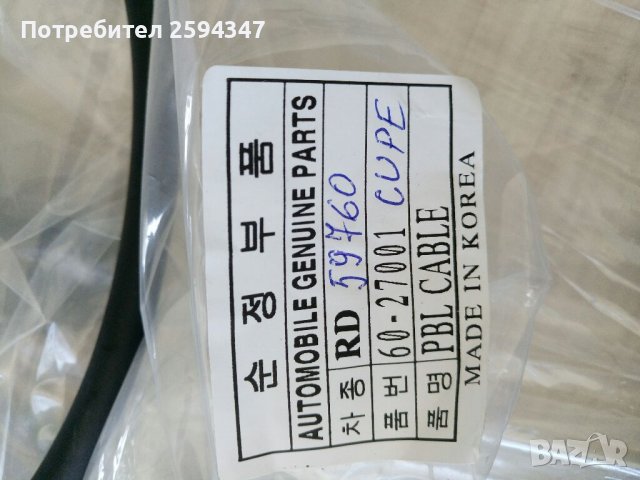 Потребител 2594347
순정부품
AUTOMOBILE GENUINE PARTS
차종 RD 59760
품번 60-27001 CUPE
품명 PBL CABLE
MADE IN KOREA
BAZAR